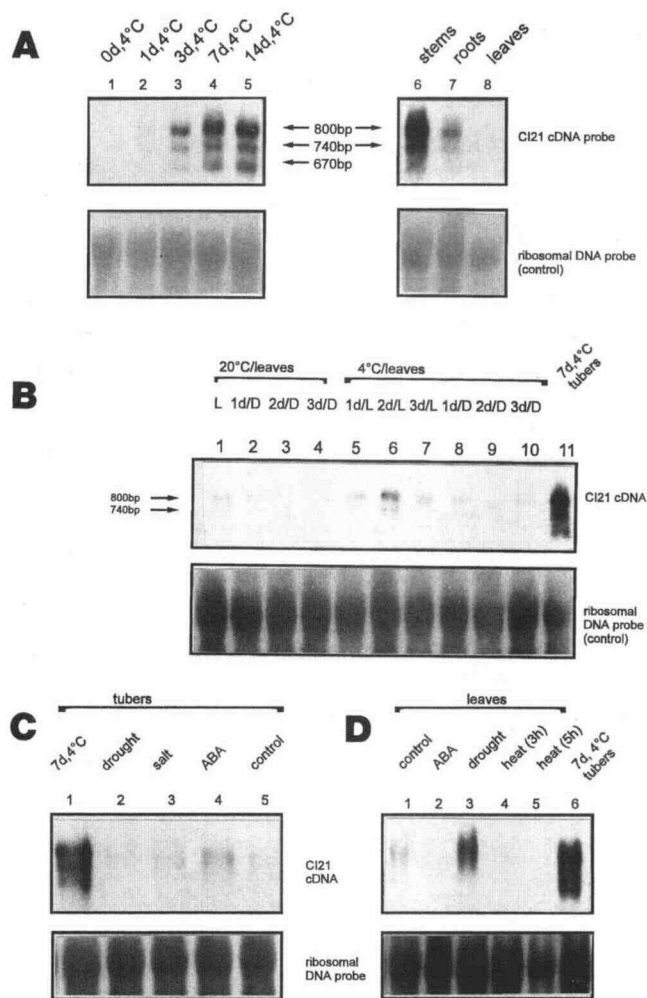 A
0d,4°C 1d,4°C 3d,4°C 7d,4°C 14d,4°C
stems roots leaves
1 2 3 4 5
6 7 8
800bp
740bp
670bp
CI21 cDNA probe
ribosomal DNA probe
(control)
B
20°C/leaves 4°C/leaves
7d,4°C
tubers
L 1d/D 2d/D 3d/D 1d/L 2d/L 3d/L 1d/D 2d/D 3d/D
1 2 3 4 5 6 7 8 9 10 11
800bp
740bp
CI21 cDNA
ribosomal
DNA probe
(control)
C
tubers
7d,4°C drought salt ABA control
1 2 3 4 5
CI21
cDNA
ribosomal
DNA probe
D
leaves
control ABA drought heat (3h) heat (5h) 7d, 4°C
tubers
1 2 3 4 5 6